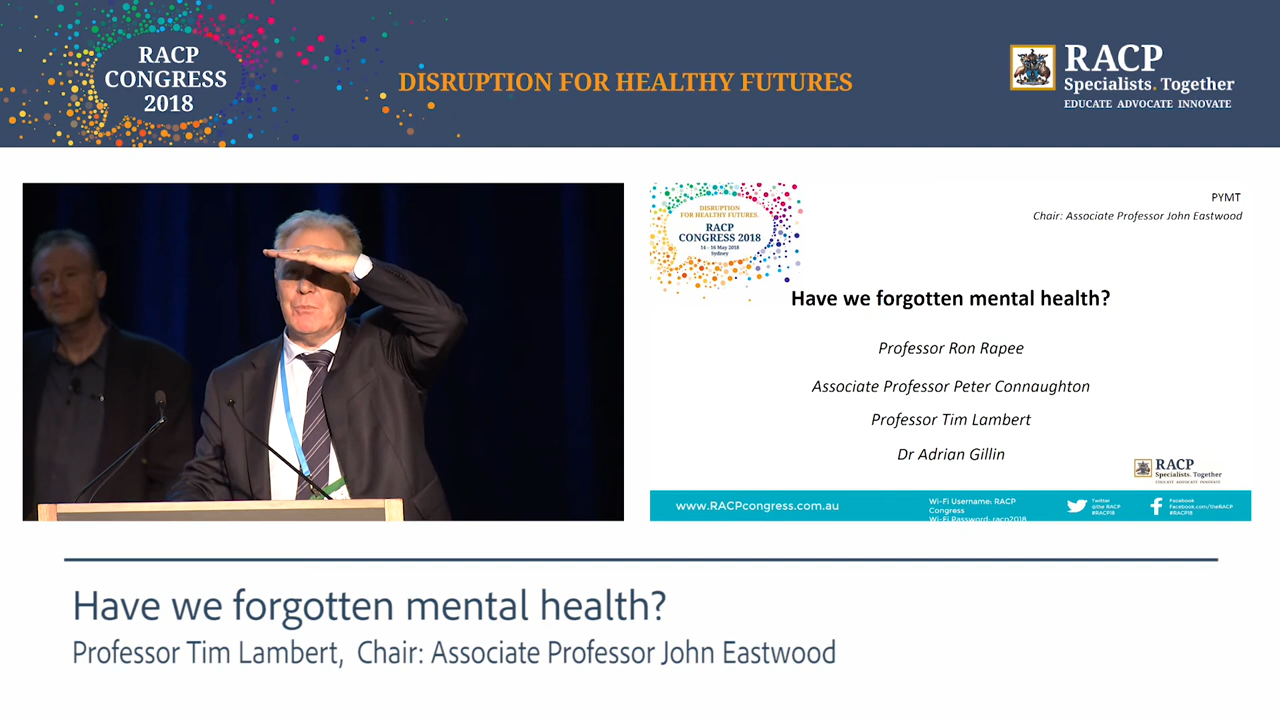 RACP
CONGRESS
2018
DISRUPTION FOR HEALTHY FUTURES
RACP
Specialists. Together
EDUCATE ADVOCATE INNOVATE
DISRUPTION
FOR HEALTHY FUTURES.
RACP
CONGRESS 2018
14 - 16 May 2018
Sydney
PYMT
Chair: Associate Professor John Eastwood
Have we forgotten mental health?
Professor Ron Rapee
Associate Professor Peter Connaughton
Professor Tim Lambert
Dr Adrian Gillin
RACP
Specialists. Together
EDUCATE ADVOCATE INNOVATE
www.RACPcongress.com.au
Wi-Fi Username: RACP
Congress
Wi-Fi Password: racp2018
Twitter
@the RACP
#RACP18
Facebook
Facebook.com/theRACP
#RACP18
Have we forgotten mental health?
Professor Tim Lambert, Chair: Associate Professor John Eastwood